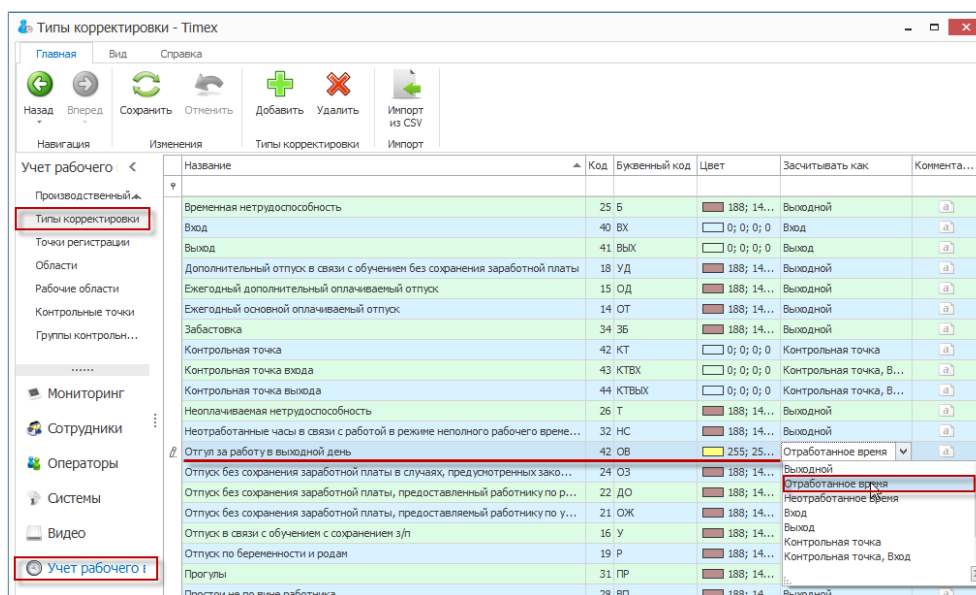 Типы корректировки - Timex
Главная Вид Справка
Назад Вперед Сохранить Отменить Добавить Удалить Импорт из CSV
Навигация Изменения Типы корректировки Импорт
Учет рабочего
Производственный
Типы корректировки
Точки регистрации
Области
Рабочие области
Контрольные точки
Группы контрольн...
Мониторинг
Сотрудники
Операторы
Системы
Видео
Учет рабочего в
Название Код Буквенный код Цвет Засчитывать как Коммента...
Временная нетрудоспособность 25 Б 188; 14... Выходной
Вход 40 ВХ 0; 0; 0; 0 Вход
Выход 41 ВЫХ 0; 0; 0; 0 Выход
Дополнительный отпуск в связи с обучением без сохранения заработной платы 18 УД 188; 14... Выходной
Ежегодный дополнительный оплачиваемый отпуск 15 ОД 188; 14... Выходной
Ежегодный основной оплачиваемый отпуск 14 ОТ 188; 14... Выходной
Забастовка 34 ЗБ 188; 14... Выходной
Контрольная точка 42 КТ 0; 0; 0; 0 Контрольная точка
Контрольная точка входа 43 КТВХ 0; 0; 0; 0 Контрольная точка, В...
Контрольная точка выхода 44 КТВЫХ 0; 0; 0; 0 Контрольная точка, В...
Неоплачиваемая нетрудоспособность 26 Т 188; 14... Выходной
Неотработанные часы в связи с работой в режиме неполного рабочего време... 32 НС 188; 14... Выходной
Отгул за работу в выходной день 42 ОВ 255; 25... Отработанное время
Отпуск без сохранения заработной платы в случаях, предусмотренных зако... 24 ОЗ 188; 14...
Отпуск без сохранения заработной платы, предоставленный работнику по р... 22 ДО 188; 14...
Отпуск без сохранения заработной платы, предоставляемый работнику по у... 21 ОЖ 188; 14...
Отпуск в связи с обучением с сохранением з/п 16 У 188; 14...
Отпуск по беременности и родам 19 Р 188; 14...
Прогулы 31 ПР 188; 14...
Простои не по вине работника 28 ВП 188; 14... Выходной
Выходной
Отработанное время
Неотработанное время
Вход
Выход
Контрольная точка
Контрольная точка, Вход